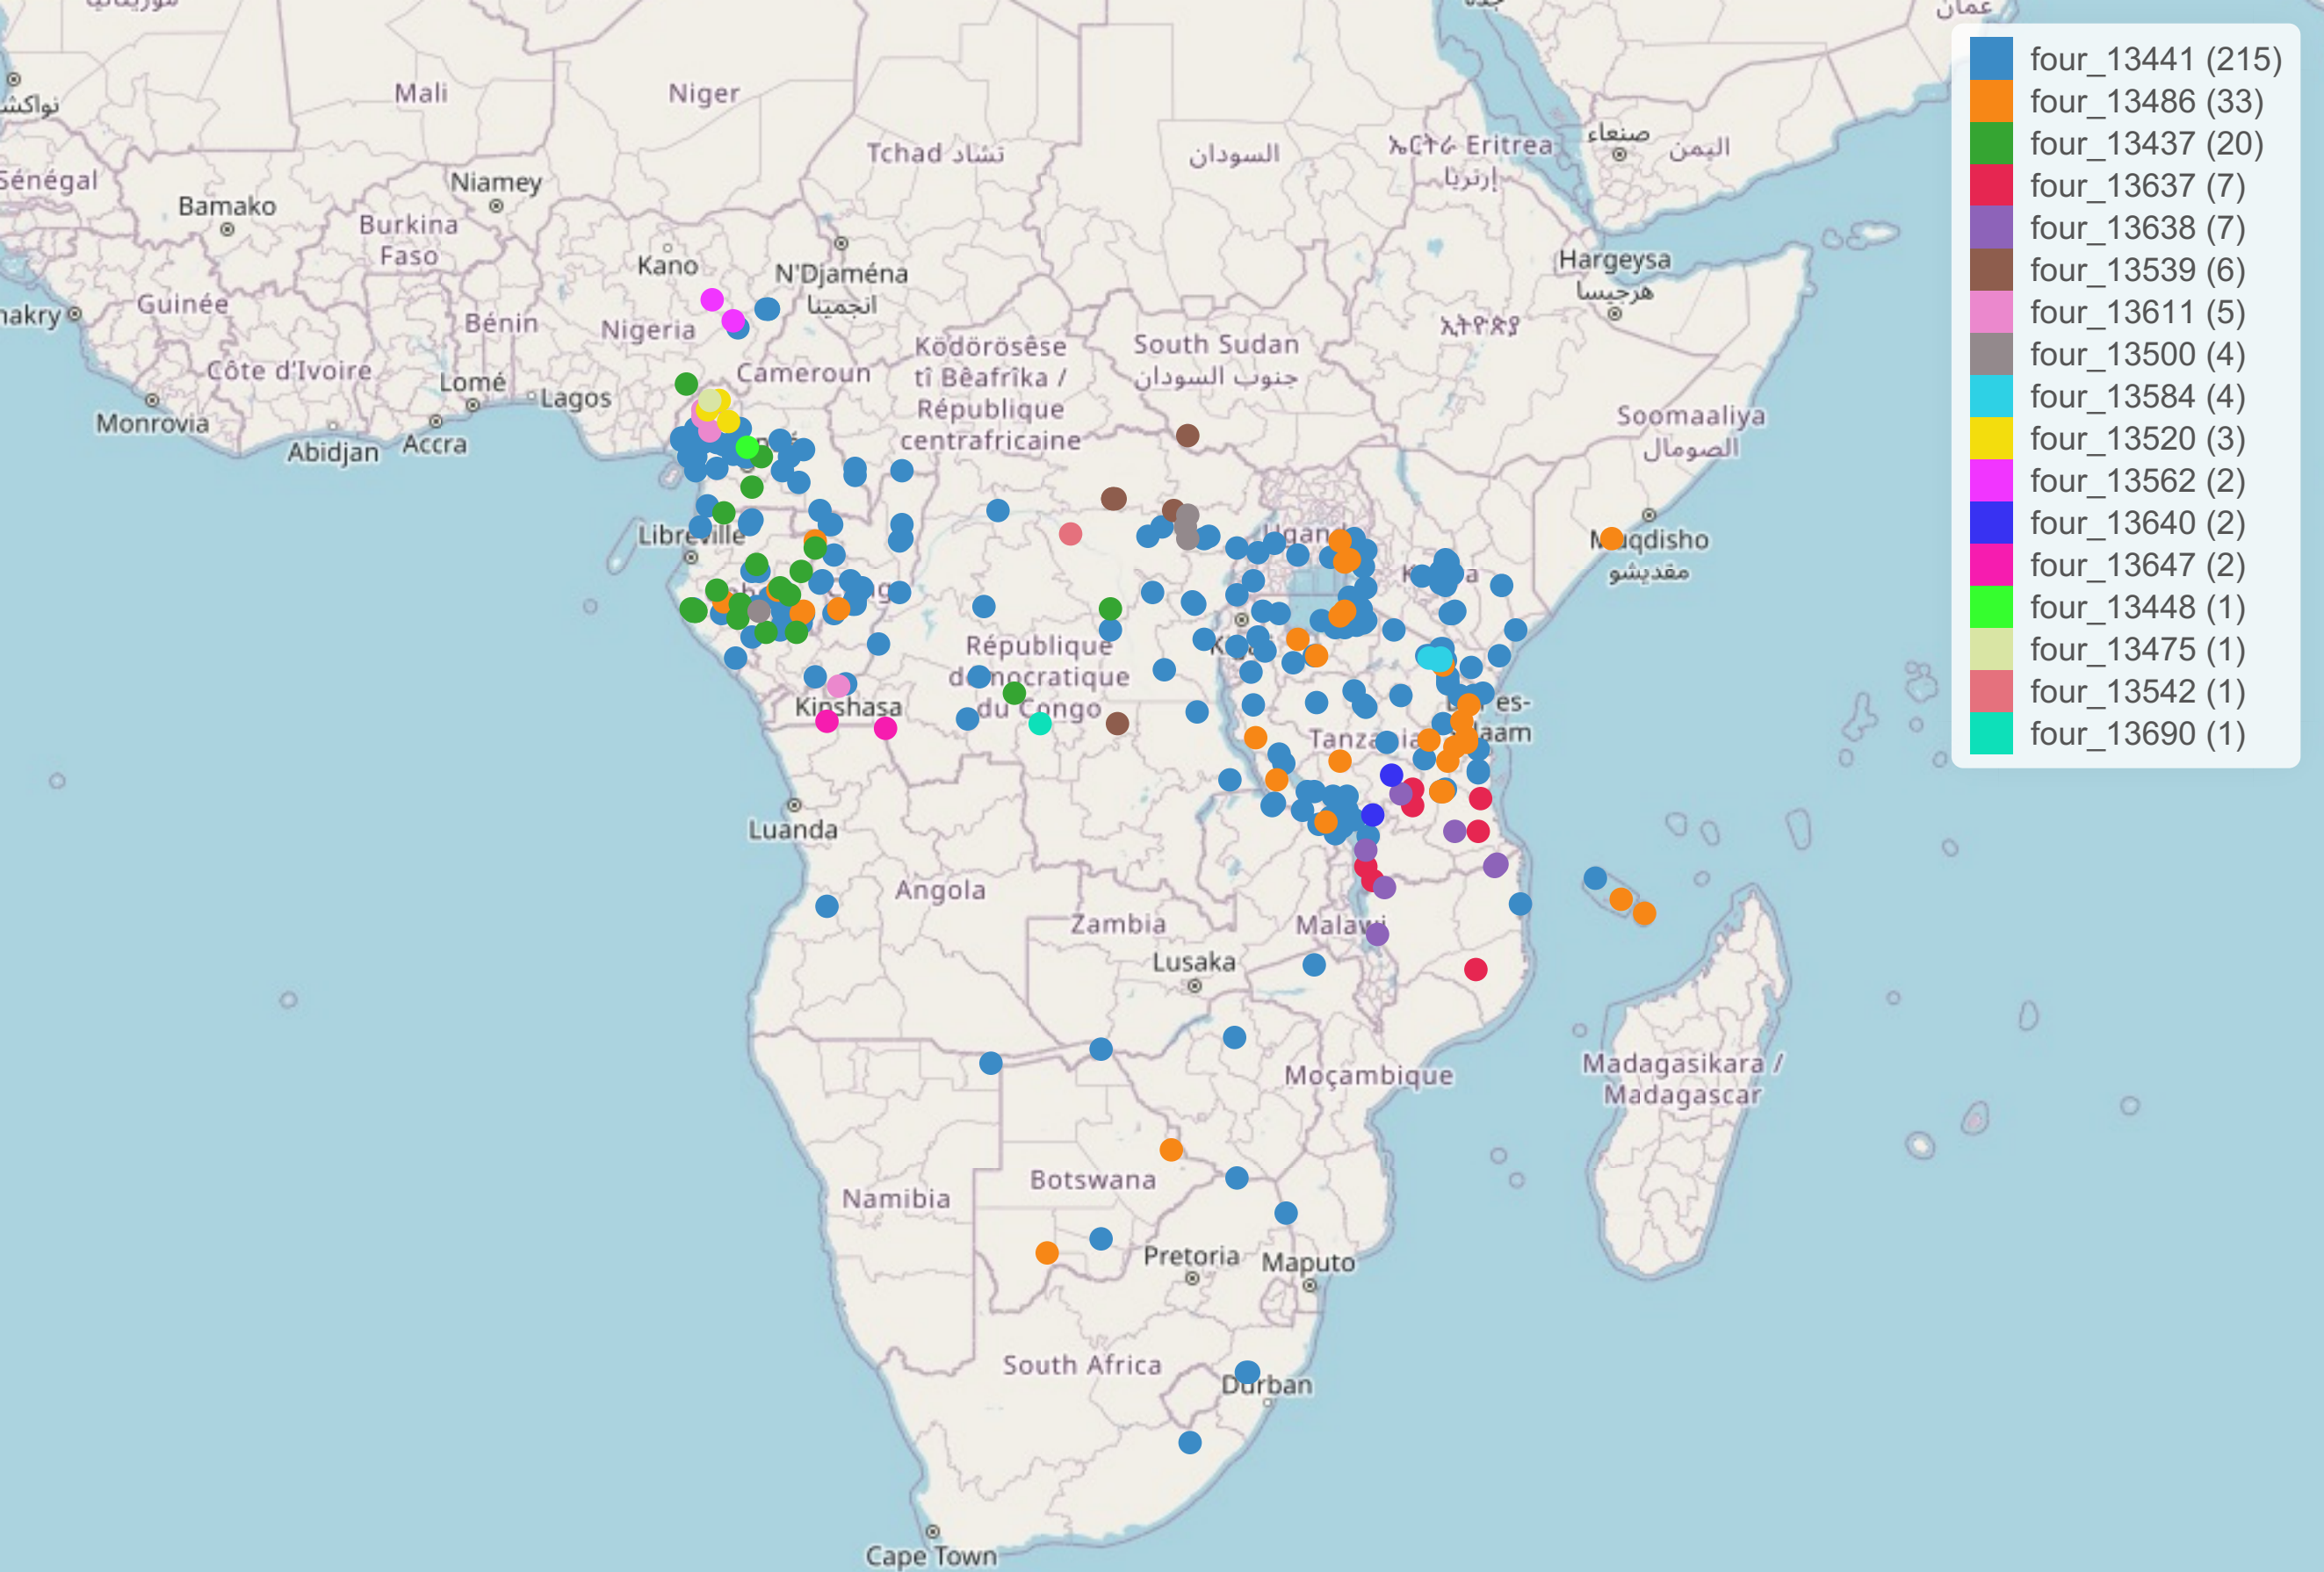 عمان
صنعاء
اليمن
Mali
Niger
Tchad تشاد
السودان
ኤርትራ Eritrea
إرتريا
Sénégal
Bamako
Niamey
Burkina
Faso
Kano
N'Djaména
انجمينا
Hargeysa
هرجيسا
Guinée
Bénin
Nigeria
ኢትዮጵያ
Côte d'Ivoire
Cameroun
Ködörösêse
tî Bêafrîka /
République
centrafricaine
South Sudan
جنوب السودان
Lomé
Lagos
Monrovia
Abidjan
Accra
Soomaaliya
الصومال
Libreville
Muqdisho
مقديشو
République
démocratique
du Congo
Kinshasa
Tanzania
Luanda
Angola
Zambia
Malawi
Lusaka
Moçambique
Madagasikara /
Madagascar
Namibia
Botswana
Pretoria
Maputo
South Africa
Durban
Cape Town
four_13441 (215)
four_13486 (33)
four_13437 (20)
four_13637 (7)
four_13638 (7)
four_13539 (6)
four_13611 (5)
four_13500 (4)
four_13584 (4)
four_13520 (3)
four_13562 (2)
four_13640 (2)
four_13647 (2)
four_13448 (1)
four_13475 (1)
four_13542 (1)
four_13690 (1)